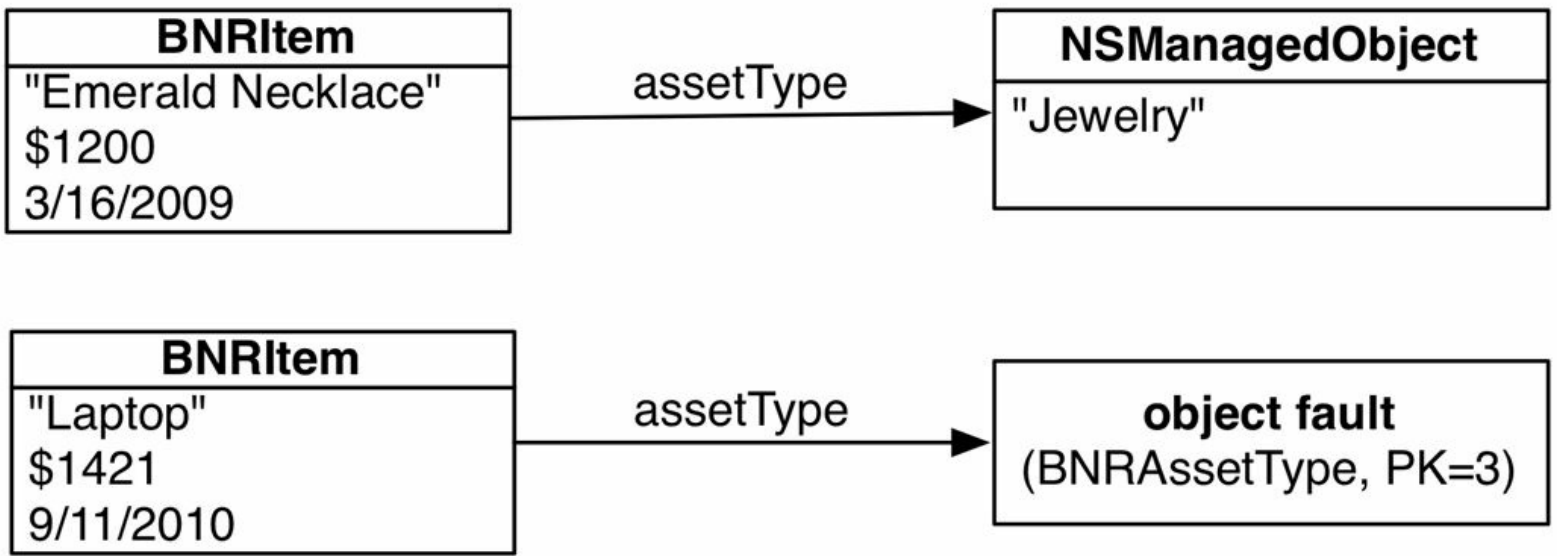 BNRItem
"Emerald Necklace"
$1200
3/16/2009
assetType
NSManagedObject
"Jewelry"
BNRItem
"Laptop"
$1421
9/11/2010
assetType
object fault
(BNRAssetType, PK=3)